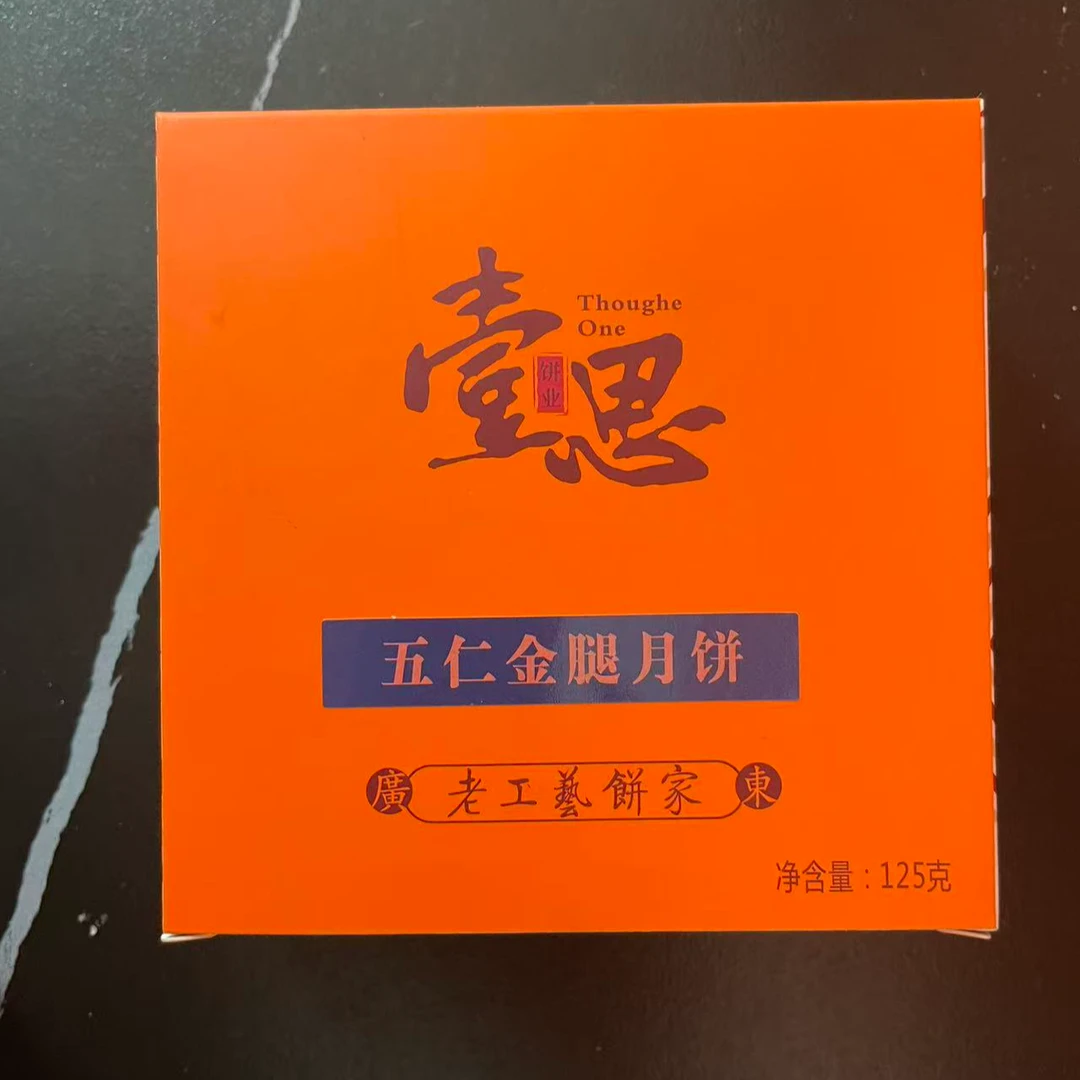 壹思
Thoughe
One
饼业
五仁金腿月饼
廣 老工藝餅家 東
净含量：125克